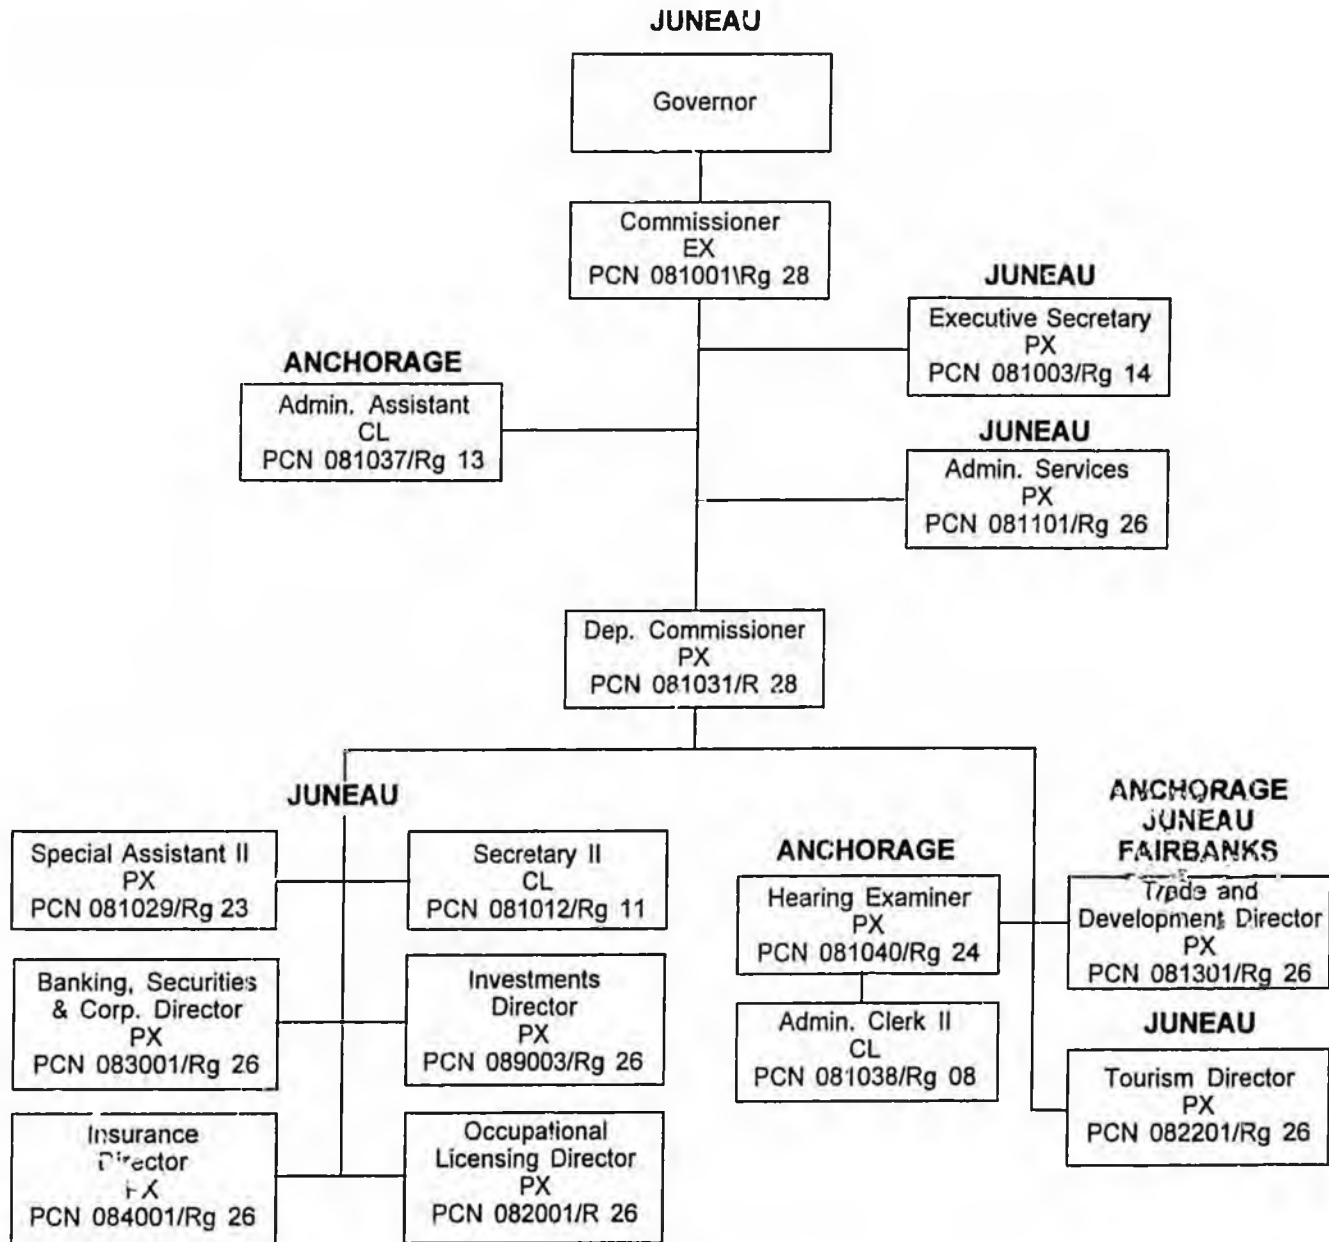 JUNEAU
Governor
Commissioner
EX
PCN 081001\Rg 28
JUNEAU
Executive Secretary
PX
PCN 081003/Rg 14
ANCHORAGE
Admin. Assistant
CL
PCN 081037/Rg 13
JUNEAU
Admin. Services
PX
PCN 081101/Rg 26
Dep. Commissioner
PX
PCN 081031/R 28
JUNEAU
Special Assistant II
PX
PCN 081029/Rg 23
Secretary II
CL
PCN 081012/Rg 11
Banking, Securities
& Corp. Director
PX
PCN 083001/Rg 26
Investments
Director
PX
PCN 089003/Rg 26
Insurance
Director
PX
PCN 084001/Rg 26
Occupational
Licensing Director
PX
PCN 082001/R 26
ANCHORAGE
Hearing Examiner
PX
PCN 081040/Rg 24
Admin. Clerk II
CL
PCN 081038/Rg 08
ANCHORAGE
JUNEAU
FAIRBANKS
Trade and
Development Director
PX
PCN 081301/Rg 26
JUNEAU
Tourism Director
PX
PCN 082201/Rg 26